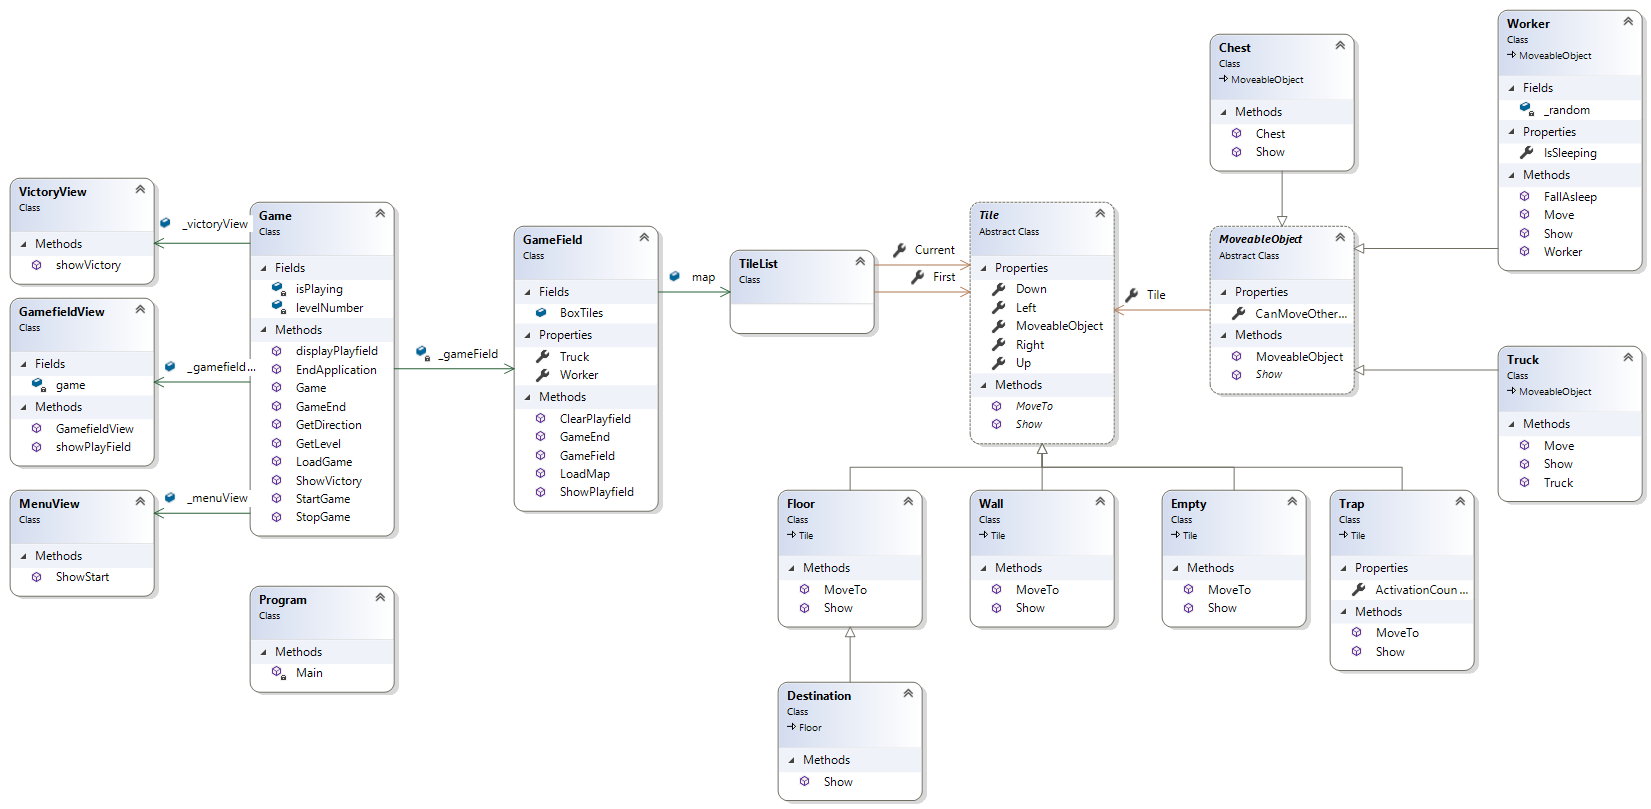 VictoryView
Class
Methods
showVictory
GamefieldView
Class
Fields
game
Methods
GamefieldView
showPlayField
MenuView
Class
Methods
ShowStart
_victoryView
_gamefield...
_menuView
Game
Class
Fields
isPlaying
levelNumber
Methods
displayPlayfield
EndApplication
Game
GameEnd
GetDirection
GetLevel
LoadGame
ShowVictory
StartGame
StopGame
Program
Class
Methods
Main
_gameField
GameField
Class
Fields
BoxTiles
Properties
Truck
Worker
Methods
ClearPlayfield
GameEnd
GameField
LoadMap
ShowPlayfield
map
TileList
Class
Current
First
Tile
Abstract Class
Properties
Down
Left
MoveableObject
Right
Up
Methods
MoveTo
Show
Tile
Chest
Class
MoveableObject
Methods
Chest
Show
MoveableObject
Abstract Class
Properties
CanMoveOther...
Methods
MoveableObject
Show
Worker
Class
MoveableObject
Fields
_random
Properties
IsSleeping
Methods
FallAsleep
Move
Show
Worker
Truck
Class
MoveableObject
Methods
Move
Show
Truck
Floor
Class
Tile
Methods
MoveTo
Show
Wall
Class
Tile
Methods
MoveTo
Show
Empty
Class
Tile
Methods
MoveTo
Show
Trap
Class
Tile
Properties
ActivationCoun ...
Methods
MoveTo
Show
Destination
Class
Floor
Methods
Show